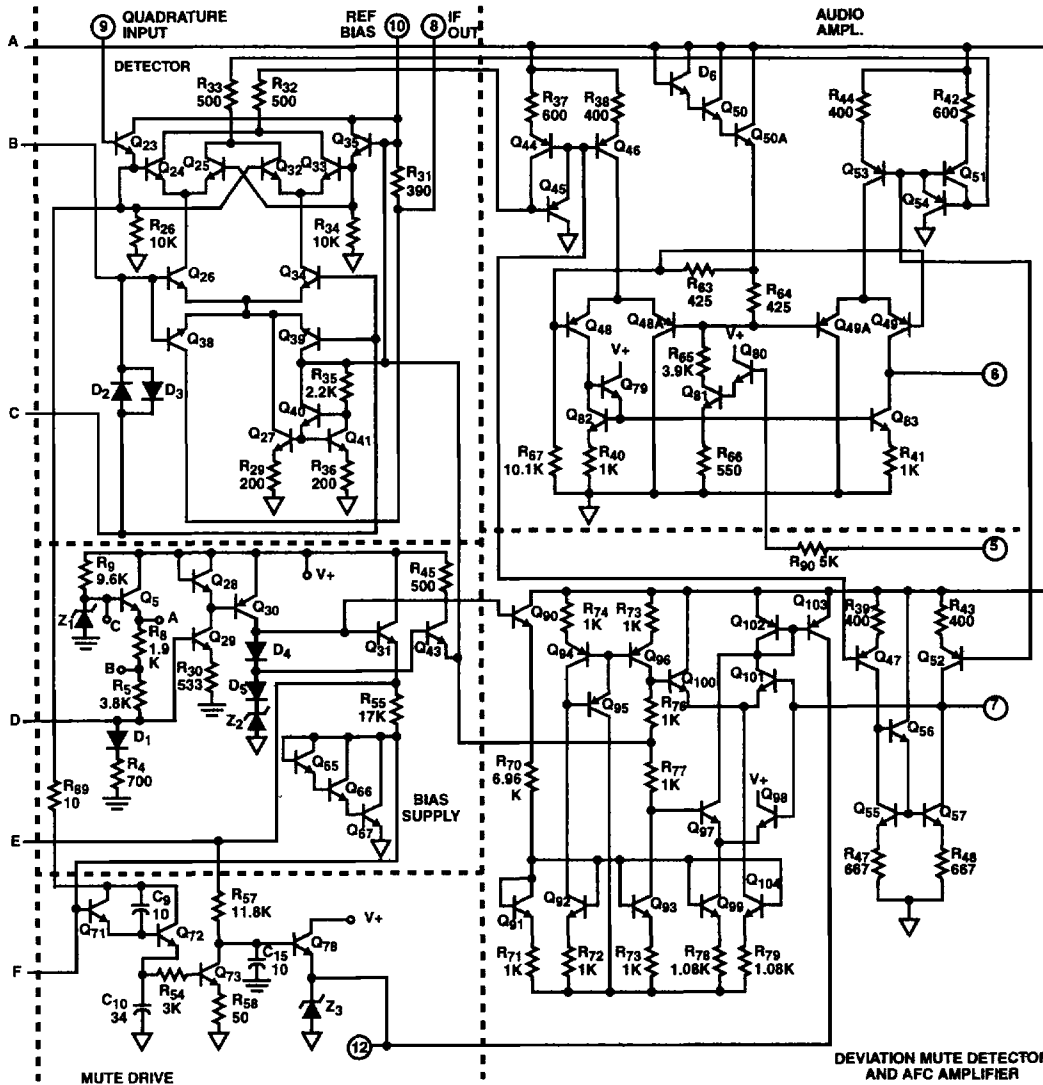 9 QUADRATURE INPUT
REF BIAS 10
8 IF OUT
AUDIO AMPL.
A
DETECTOR
R33 500
R32 500
D6
R37 600
R38 400
Q50
R44 400
R42 600
Q23
Q35
Q44
Q46
Q50A
B
Q24
Q25
Q32
Q33
R31 390
Q45
Q53
Q51
Q54
R26 10K
R34 10K
Q26
Q34
R63 425
R64 425
Q48
Q48A
Q49A
Q49
Q38
Q39
R65 3.9K
V+
Q80
V+
Q79
Q81
6
D2
D3
R35 2.2K
Q40
Q82
Q83
C
Q27
Q41
R29 200
R36 200
R67 10.1K
R40 1K
R66 550
R41 1K
R90 5K
5
R9 9.6K
Q5
Q28
V+
R45 500
Z1
C
A
Q30
R8 1.9 K
Q29
D4
Q31
Q43
Q90
R74 1K
R73 1K
Q102
Q103
R39 400
R43 400
B
R5 3.8K
R30 533
D5
Q94
Q96
Q101
Q47
Q52
D
Z2
R55 17K
Q95
Q100
R76 1K
7
D1
R4 700
Q65
Q56
R89 10
Q66
BIAS SUPPLY
R70 6.96 K
R77 1K
V+
Q98
Q67
Q97
Q55
Q57
E
R47 667
R48 667
R57 11.8K
Q104
C9 10
V+
Q91
Q92
Q93
Q99
Q71
Q72
Q78
F
C15 10
R71 1K
R72 1K
R73 1K
R78 1.08K
R79 1.08K
R54 3K
Q73
C10 34
R58 50
Z3
12
MUTE DRIVE
DEVIATION MUTE DETECTOR AND AFC AMPLIFIER